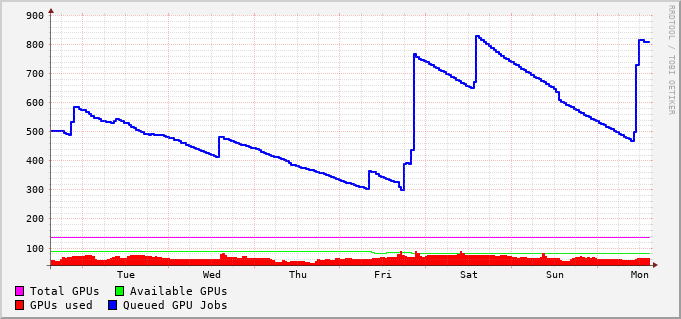 900
800
700
600
500
400
300
200
100
Tue Wed Thu Fri Sat Sun Mon
Total GPUs Available GPUs
GPUs used Queued GPU Jobs
RRDTOOL / TOBI OETIKER